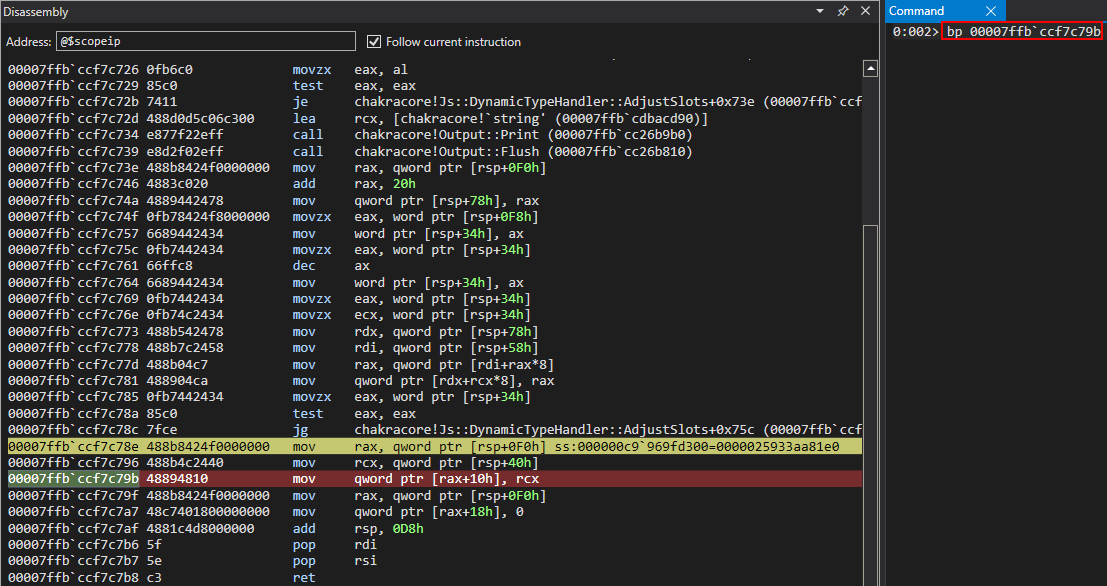 Disassembly
Address: @$scopeip Follow current instruction
00007ffb`ccf7c726 0fb6c0 movzx eax, al
00007ffb`ccf7c729 85c0 test eax, eax
00007ffb`ccf7c72b 7411 je chakracore!Js::DynamicTypeHandler::AdjustSlots+0x73e (00007ffb`ccf
00007ffb`ccf7c72d 488d0d5c06c300 lea rcx, [chakracore!`string' (00007ffb`cdbacd90)]
00007ffb`ccf7c734 e877f22eff call chakracore!Output::Print (00007ffb`cc26b9b0)
00007ffb`ccf7c739 e8d2f02eff call chakracore!Output::Flush (00007ffb`cc26b810)
00007ffb`ccf7c73e 488b8424f0000000 mov rax, qword ptr [rsp+0F0h]
00007ffb`ccf7c746 4883c020 add rax, 20h
00007ffb`ccf7c74a 4889442478 mov qword ptr [rsp+78h], rax
00007ffb`ccf7c74f 0fb78424f8000000 movzx eax, word ptr [rsp+0F8h]
00007ffb`ccf7c757 6689442434 mov word ptr [rsp+34h], ax
00007ffb`ccf7c75c 0fb7442434 movzx eax, word ptr [rsp+34h]
00007ffb`ccf7c761 66ffc8 dec ax
00007ffb`ccf7c764 6689442434 mov word ptr [rsp+34h], ax
00007ffb`ccf7c769 0fb7442434 movzx eax, word ptr [rsp+34h]
00007ffb`ccf7c76e 0fb74c2434 movzx ecx, word ptr [rsp+34h]
00007ffb`ccf7c773 488b542478 mov rdx, qword ptr [rsp+78h]
00007ffb`ccf7c778 488b7c2458 mov rdi, qword ptr [rsp+58h]
00007ffb`ccf7c77d 488b04c7 mov rax, qword ptr [rdi+rax*8]
00007ffb`ccf7c781 488904ca mov qword ptr [rdx+rcx*8], rax
00007ffb`ccf7c785 0fb7442434 movzx eax, word ptr [rsp+34h]
00007ffb`ccf7c78a 85c0 test eax, eax
00007ffb`ccf7c78c 7fce jg chakracore!Js::DynamicTypeHandler::AdjustSlots+0x75c (00007ffb`ccf
00007ffb`ccf7c78e 488b8424f0000000 mov rax, qword ptr [rsp+0F0h] ss:000000c9`969fd300=0000025933aa81e0
00007ffb`ccf7c796 488b4c2440 mov rcx, qword ptr [rsp+40h]
00007ffb`ccf7c79b 48894810 mov qword ptr [rax+10h], rcx
00007ffb`ccf7c79f 488b8424f0000000 mov rax, qword ptr [rsp+0F0h]
00007ffb`ccf7c7a7 48c7401800000000 mov qword ptr [rax+18h], 0
00007ffb`ccf7c7af 4881c4d8000000 add rsp, 0D8h
00007ffb`ccf7c7b6 5f pop rdi
00007ffb`ccf7c7b7 5e pop rsi
00007ffb`ccf7c7b8 c3 ret
Command
0:002> bp 00007ffb`ccf7c79b